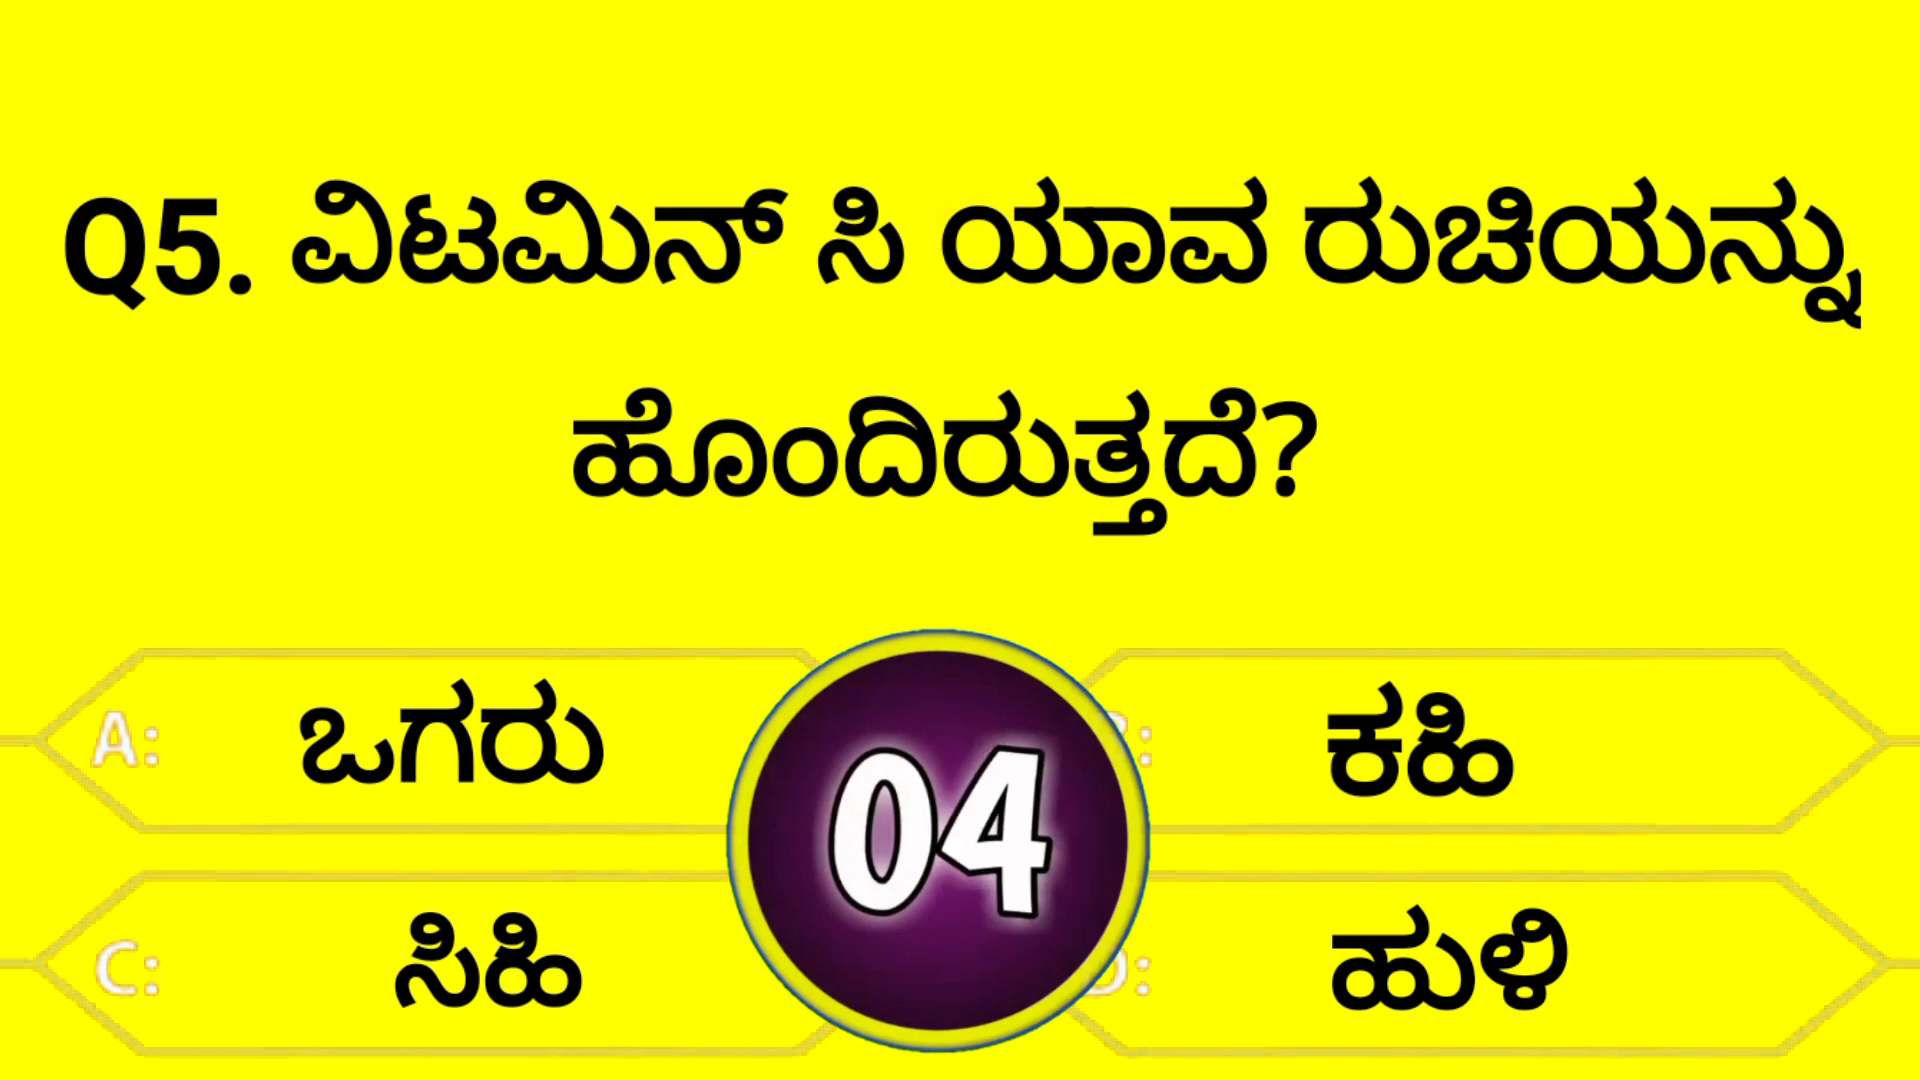 Q5. ವಿಟಮಿನ್ ಸಿ ಯಾವ ರುಚಿಯನ್ನು
ಹೊಂದಿರುತ್ತದೆ?
A: ಒಗರು
04
ಕಹಿ
C: ಸಿಹಿ
D: ಹುಳಿ